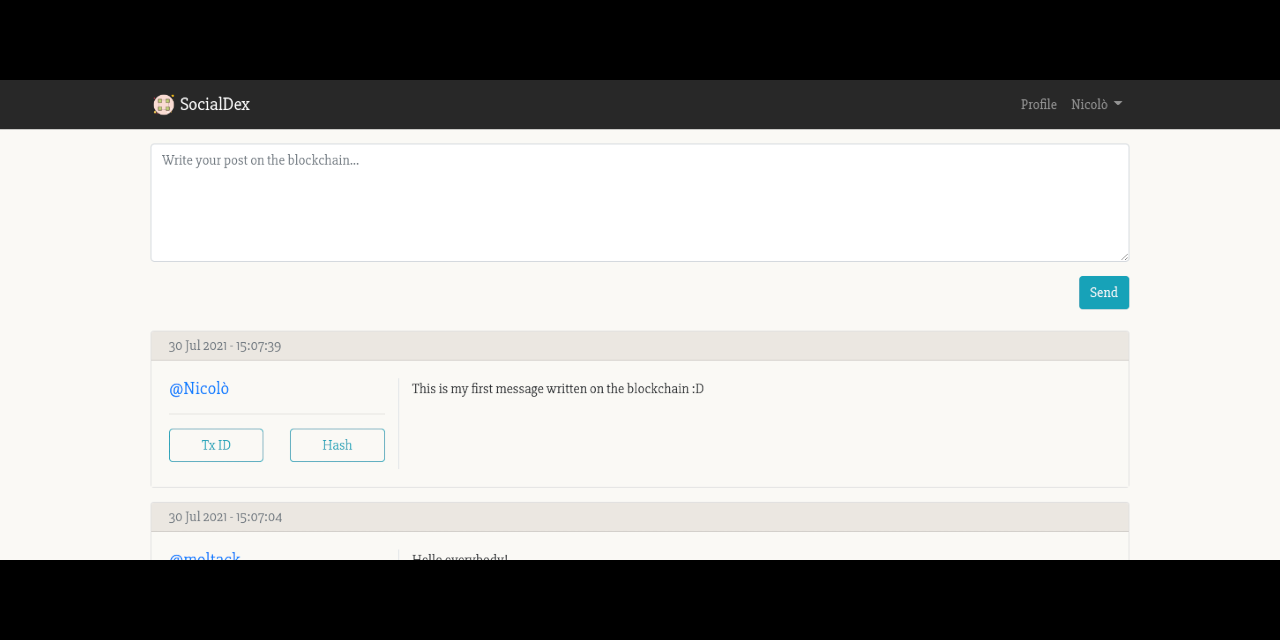 SocialDex
Profile Nicolò
Write your post on the blockchain...
Send
30 Jul 2021 - 15:07:39
@Nicolò
This is my first message written on the blockchain :D
Tx ID Hash
30 Jul 2021 - 15:07:04
@moltack
Hello everybody!